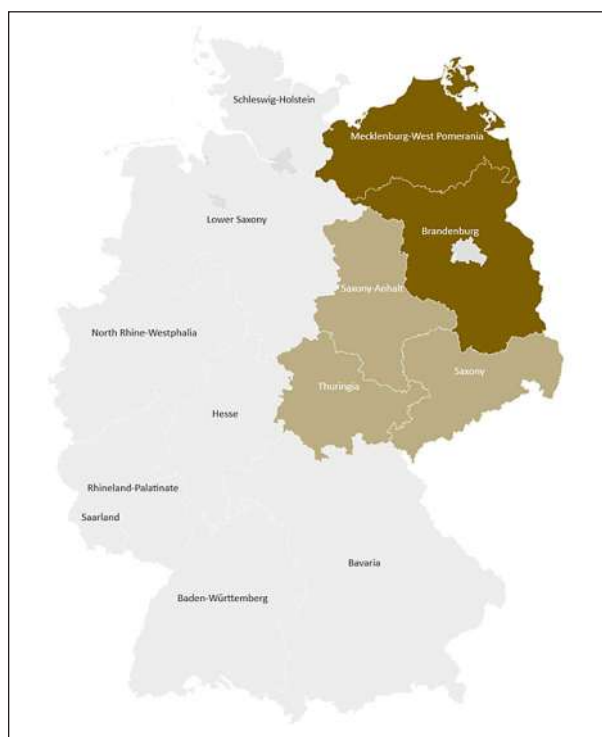 Schleswig-Holstein
Mecklenburg-West Pomerania
Lower Saxony
Brandenburg
Saxony-Anhalt
North Rhine-Westphalia
Thuringia
Saxony
Hesse
Rhineland-Palatinate
Saarland
Bavaria
Baden-Württemberg